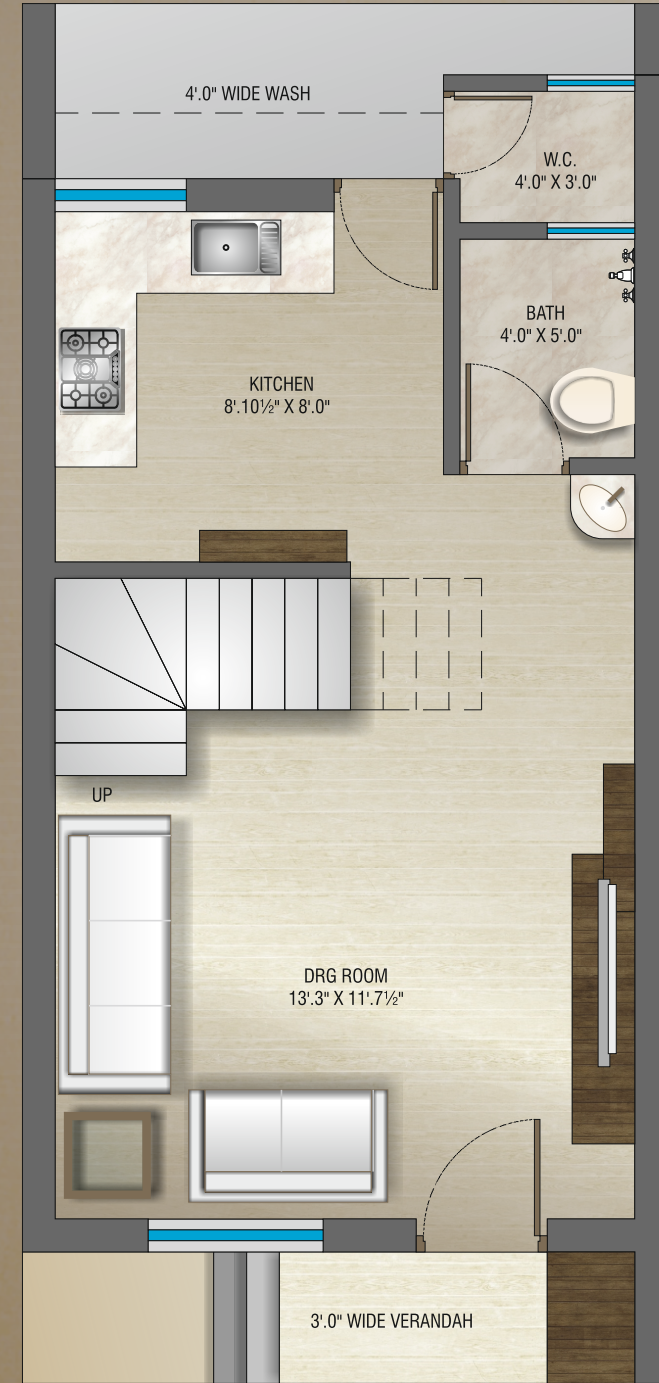 4'.0" WIDE WASH
W.C.
4'.0" X 3'.0"
BATH
4'.0" X 5'.0"
KITCHEN
8'.10½" X 8'.0"
UP
DRG ROOM
13'.3" X 11'.7½"
3'.0" WIDE VERANDAH